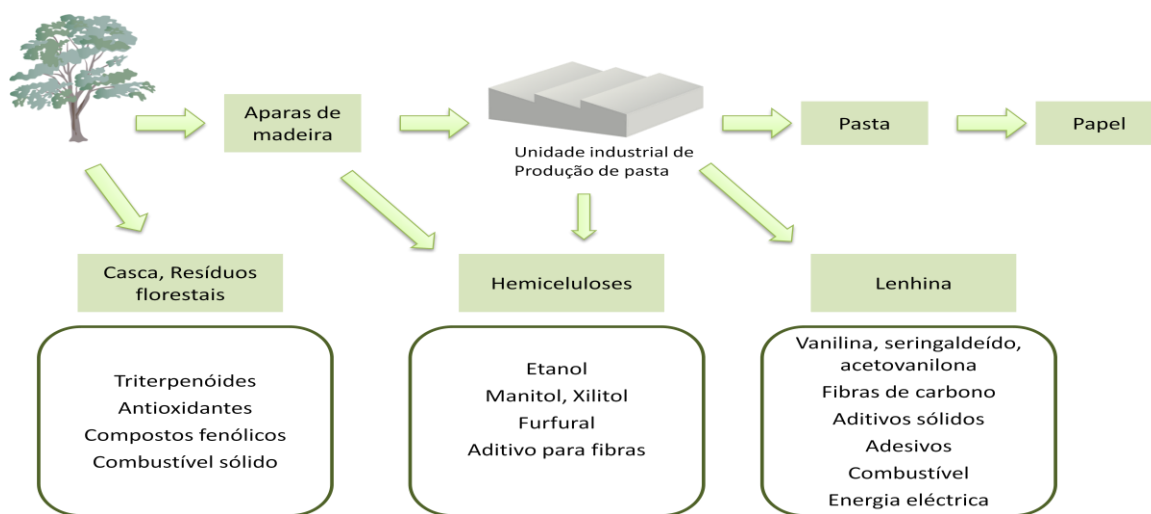 Aparas de
madeira
Unidade industrial de
Produção de pasta
Pasta
Papel
Casca, Resíduos
florestais
Hemiceluloses
Lenhina
Triterpenóides
Antioxidantes
Compostos fenólicos
Combustível sólido
Etanol
Manitol, Xilitol
Furfural
Aditivo para fibras
Vanilina, seringaldeído,
acetovanilona
Fibras de carbono
Aditivos sólidos
Adesivos
Combustível
Energia eléctrica